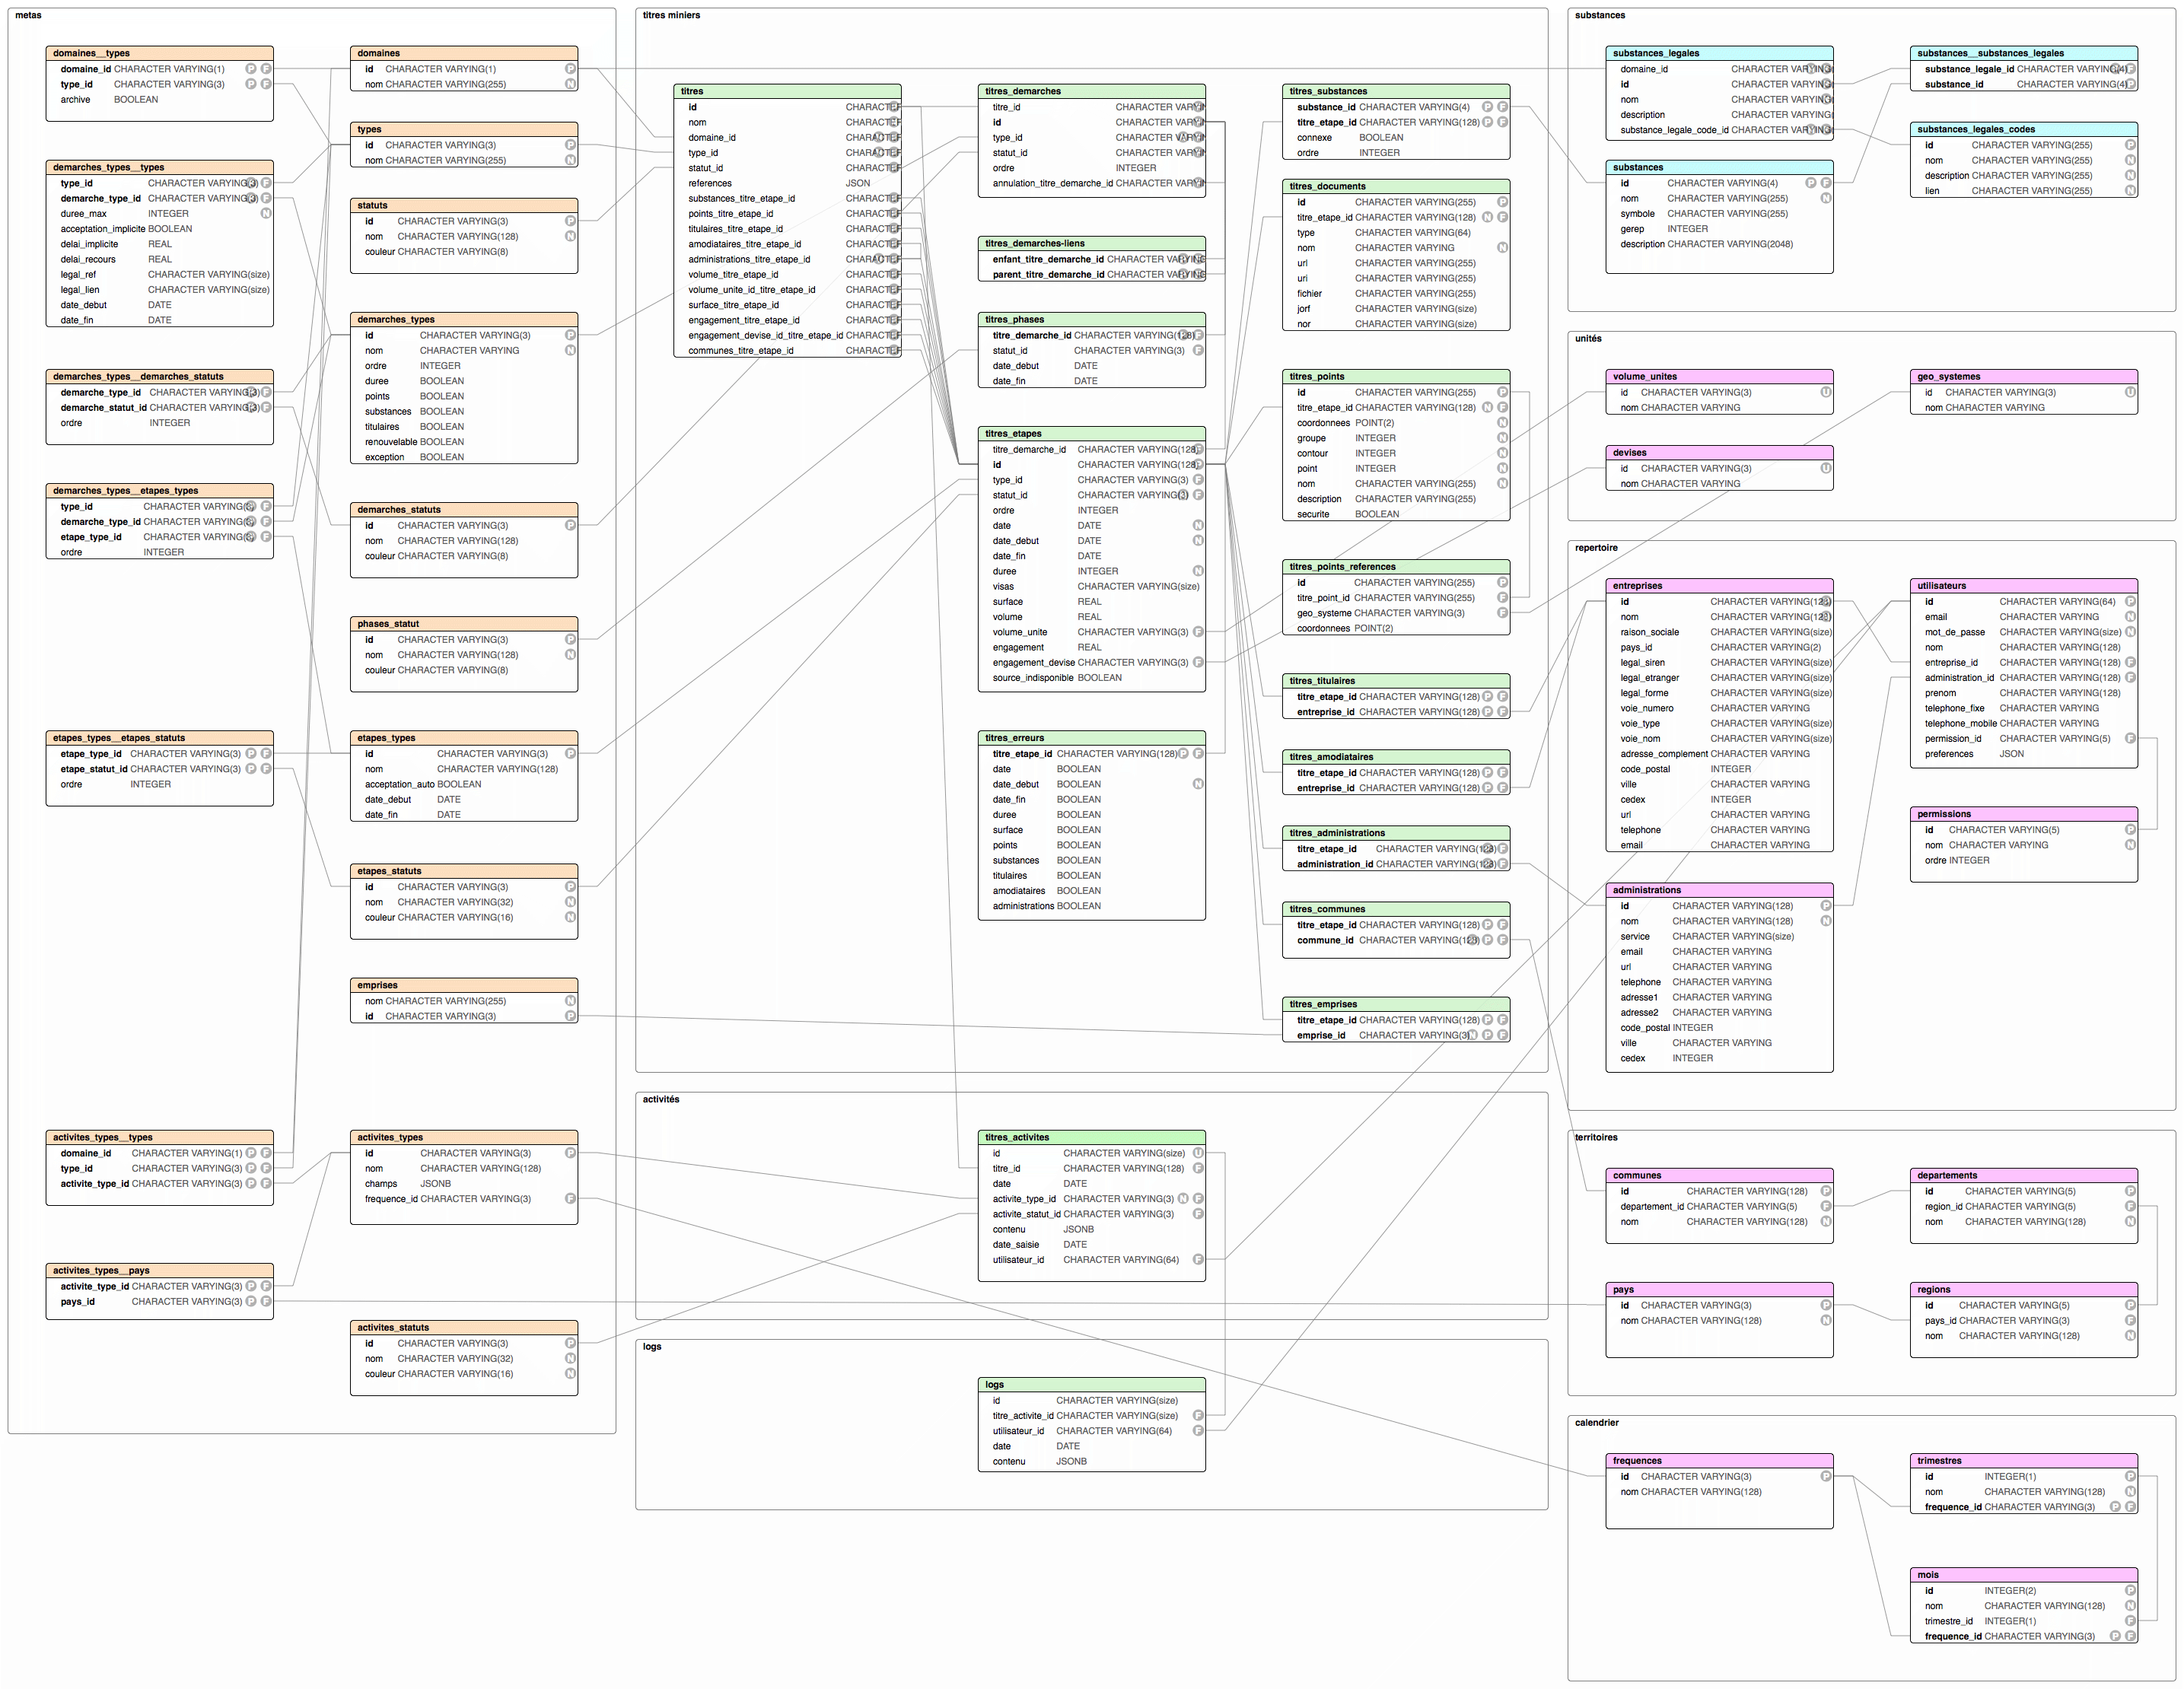 metas
domaines__types
domaine_id CHARACTER VARYING(1) P F
type_id CHARACTER VARYING(3) P F
archive BOOLEAN
demarches_types__types
type_id CHARACTER VARYING(3) F
demarche_type_id CHARACTER VARYING(3) F
duree_max INTEGER N
acceptation_implicite BOOLEAN
delai_implicite REAL
delai_recours REAL
legal_ref CHARACTER VARYING(size)
legal_lien CHARACTER VARYING(size)
date_debut DATE
date_fin DATE
demarches_types__demarches_statuts
demarche_type_id CHARACTER VARYING(3) F
demarche_statut_id CHARACTER VARYING(3) F
ordre INTEGER
demarches_types__etapes_types
type_id CHARACTER VARYING(3) F
demarche_type_id CHARACTER VARYING(3) F
etape_type_id CHARACTER VARYING(3) F
ordre INTEGER
etapes_types__etapes_statuts
etape_type_id CHARACTER VARYING(3) P F
etape_statut_id CHARACTER VARYING(3) P F
ordre INTEGER
activites_types__types
domaine_id CHARACTER VARYING(1) P F
type_id CHARACTER VARYING(3) P F
activite_type_id CHARACTER VARYING(3) P F
activites_types__pays
activite_type_id CHARACTER VARYING(3) P F
pays_id CHARACTER VARYING(3) P F
domaines
id CHARACTER VARYING(1) P
nom CHARACTER VARYING(255) N
types
id CHARACTER VARYING(3) P
nom CHARACTER VARYING(255) N
statuts
id CHARACTER VARYING(3) P
nom CHARACTER VARYING(128) N
couleur CHARACTER VARYING(8)
demarches_types
id CHARACTER VARYING(3) P
nom CHARACTER VARYING N
ordre INTEGER
duree BOOLEAN
points BOOLEAN
substances BOOLEAN
titulaires BOOLEAN
renouvelable BOOLEAN
exception BOOLEAN
demarches_statuts
id CHARACTER VARYING(3) P
nom CHARACTER VARYING(128)
couleur CHARACTER VARYING(8)
phases_statut
id CHARACTER VARYING(3) P
nom CHARACTER VARYING(128) N
couleur CHARACTER VARYING(8)
etapes_types
id CHARACTER VARYING(3) P
nom CHARACTER VARYING(128)
acceptation_auto BOOLEAN
date_debut DATE
date_fin DATE
etapes_statuts
id CHARACTER VARYING(3) P
nom CHARACTER VARYING(32) N
couleur CHARACTER VARYING(16) N
emprises
nom CHARACTER VARYING(255) N
id CHARACTER VARYING(3) P
activites_types
id CHARACTER VARYING(3) P
nom CHARACTER VARYING(128)
champs JSONB
frequence_id CHARACTER VARYING(3) F
activites_statuts
id CHARACTER VARYING(3) P
nom CHARACTER VARYING(32) N
couleur CHARACTER VARYING(16) N
titres miniers
titres
id
nom
domaine_id
type_id
statut_id
references JSON
substances_titre_etape_id
points_titre_etape_id
titulaires_titre_etape_id
amodiataires_titre_etape_id
administrations_titre_etape_id
volume_titre_etape_id
volume_unite_id_titre_etape_id
surface_titre_etape_id
engagement_titre_etape_id
engagement_devise_id_titre_etape_id
communes_titre_etape_id
titres_demarches
titre_id CHARACTER
id CHARACTER
type_id CHARACTER
statut_id CHARACTER
ordre INTEGER
annulation_titre_demarche_id CHARACTER
titres_demarches-liens
enfant_titre_demarche_id CHARACTER
parent_titre_demarche_id CHARACTER
titres_phases
titre_demarche_id CHARACTER VARYING(128) F
statut_id CHARACTER VARYING(3) F
date_debut DATE
date_fin DATE
titres_etapes
titre_demarche_id CHARACTER VARYING(128)
id CHARACTER VARYING(128)
type_id CHARACTER VARYING(3) F
statut_id CHARACTER VARYING(3) F
ordre INTEGER
date DATE N
date_debut DATE N
date_fin DATE
duree INTEGER N
visas CHARACTER VARYING(size)
surface REAL
volume REAL
volume_unite CHARACTER VARYING(3) F
engagement REAL
engagement_devise CHARACTER VARYING(3) F
source_indisponible BOOLEAN
titres_erreurs
titre_etape_id CHARACTER VARYING(128) P F
date BOOLEAN
date_debut BOOLEAN N
date_fin BOOLEAN
duree BOOLEAN
surface BOOLEAN
points BOOLEAN
substances BOOLEAN
titulaires BOOLEAN
amodiataires BOOLEAN
administrations BOOLEAN
titres_substances
substance_id CHARACTER VARYING(4) P F
titre_etape_id CHARACTER VARYING(128) P F
connexe BOOLEAN
ordre INTEGER
titres_documents
id CHARACTER VARYING(255) P
titre_etape_id CHARACTER VARYING(128) N F
type CHARACTER VARYING(64)
nom CHARACTER VARYING N
url CHARACTER VARYING(255)
uri CHARACTER VARYING(255)
fichier CHARACTER VARYING(255)
jorf CHARACTER VARYING(size)
nor CHARACTER VARYING(size)
titres_points
id CHARACTER VARYING(255) P
titre_etape_id CHARACTER VARYING(128) N F
coordonnees POINT(2) N
groupe INTEGER N
contour INTEGER N
point INTEGER N
nom CHARACTER VARYING(255) N
description CHARACTER VARYING(255)
securite BOOLEAN
titres_points_references
id CHARACTER VARYING(255) P
titre_point_id CHARACTER VARYING(255) F
geo_systeme CHARACTER VARYING(3) F
coordonnees POINT(2)
titres_titulaires
titre_etape_id CHARACTER VARYING(128) P F
entreprise_id CHARACTER VARYING(128) P F
titres_amodiataires
titre_etape_id CHARACTER VARYING(128) P F
entreprise_id CHARACTER VARYING(128) P F
titres_administrations
titre_etape_id CHARACTER VARYING(128) F
administration_id CHARACTER VARYING(128) F
titres_communes
titre_etape_id CHARACTER VARYING(128) P F
commune_id CHARACTER VARYING(128) P F
titres_emprises
titre_etape_id CHARACTER VARYING(128) P F
emprise_id CHARACTER VARYING(3) N P F
activités
titres_activites
id CHARACTER VARYING(size) U
titre_id CHARACTER VARYING(128) F
date DATE
activite_type_id CHARACTER VARYING(3) N F
activite_statut_id CHARACTER VARYING(3) F
contenu JSONB
date_saisie DATE
utilisateur_id CHARACTER VARYING(64) F
logs
logs
id CHARACTER VARYING(size)
titre_activite_id CHARACTER VARYING(size) F
utilisateur_id CHARACTER VARYING(64) F
date DATE
contenu JSONB
substances
substances_legales
domaine_id CHARACTER
id CHARACTER VARYING
nom CHARACTER VARYING
description CHARACTER VARYING
substance_legale_code_id CHARACTER
substances
id CHARACTER VARYING(4) P F
nom CHARACTER VARYING(255) N
symbole CHARACTER VARYING(255)
gerep INTEGER
description CHARACTER VARYING(2048)
substances__substances_legales
substance_legale_id CHARACTER VARYING(4) F
substance_id CHARACTER VARYING(4) F
substances_legales_codes
id CHARACTER VARYING(255) P
nom CHARACTER VARYING(255) N
description CHARACTER VARYING(255) N
lien CHARACTER VARYING(255) N
unités
volume_unites
id CHARACTER VARYING(3) U
nom CHARACTER VARYING
devises
id CHARACTER VARYING(3) U
nom CHARACTER VARYING
geo_systemes
id CHARACTER VARYING(3) U
nom CHARACTER VARYING
repertoire
entreprises
id CHARACTER VARYING(128)
nom CHARACTER VARYING(128)
raison_sociale CHARACTER VARYING(size)
pays_id CHARACTER VARYING(2)
legal_siren CHARACTER VARYING(size)
legal_etranger CHARACTER VARYING(size)
legal_forme CHARACTER VARYING(size)
voie_numero CHARACTER VARYING
voie_type CHARACTER VARYING(size)
voie_nom CHARACTER VARYING(size)
adresse_complement CHARACTER VARYING
code_postal INTEGER
ville CHARACTER VARYING
cedex INTEGER
url CHARACTER VARYING
telephone CHARACTER VARYING
email CHARACTER VARYING
administrations
id CHARACTER VARYING(128) P
nom CHARACTER VARYING(128) N
service CHARACTER VARYING(size)
email CHARACTER VARYING
url CHARACTER VARYING
telephone CHARACTER VARYING
adresse1 CHARACTER VARYING
adresse2 CHARACTER VARYING
code_postal INTEGER
ville CHARACTER VARYING
cedex INTEGER
utilisateurs
id CHARACTER VARYING(64) P
email CHARACTER VARYING N
mot_de_passe CHARACTER VARYING(size) N
nom CHARACTER VARYING(128)
entreprise_id CHARACTER VARYING(128) F
administration_id CHARACTER VARYING(128) F
prenom CHARACTER VARYING(128)
telephone_fixe CHARACTER VARYING
telephone_mobile CHARACTER VARYING
permission_id CHARACTER VARYING(5) F
preferences JSON
permissions
id CHARACTER VARYING(5) P
nom CHARACTER VARYING N
ordre INTEGER
territoires
communes
id CHARACTER VARYING(128) P
departement_id CHARACTER VARYING(5) F
nom CHARACTER VARYING(128) N
departements
id CHARACTER VARYING(5) P
region_id CHARACTER VARYING(5) F
nom CHARACTER VARYING(128) N
pays
id CHARACTER VARYING(3) P
nom CHARACTER VARYING(128) N
regions
id CHARACTER VARYING(5) P
pays_id CHARACTER VARYING(3) F
nom CHARACTER VARYING(128) N
calendrier
frequences
id CHARACTER VARYING(3) P
nom CHARACTER VARYING(128)
trimestres
id INTEGER(1) P
nom CHARACTER VARYING(128) N
frequence_id CHARACTER VARYING(3) P F
mois
id INTEGER(2) P
nom CHARACTER VARYING(128) N
trimestre_id INTEGER(1) F
frequence_id CHARACTER VARYING(3) P F